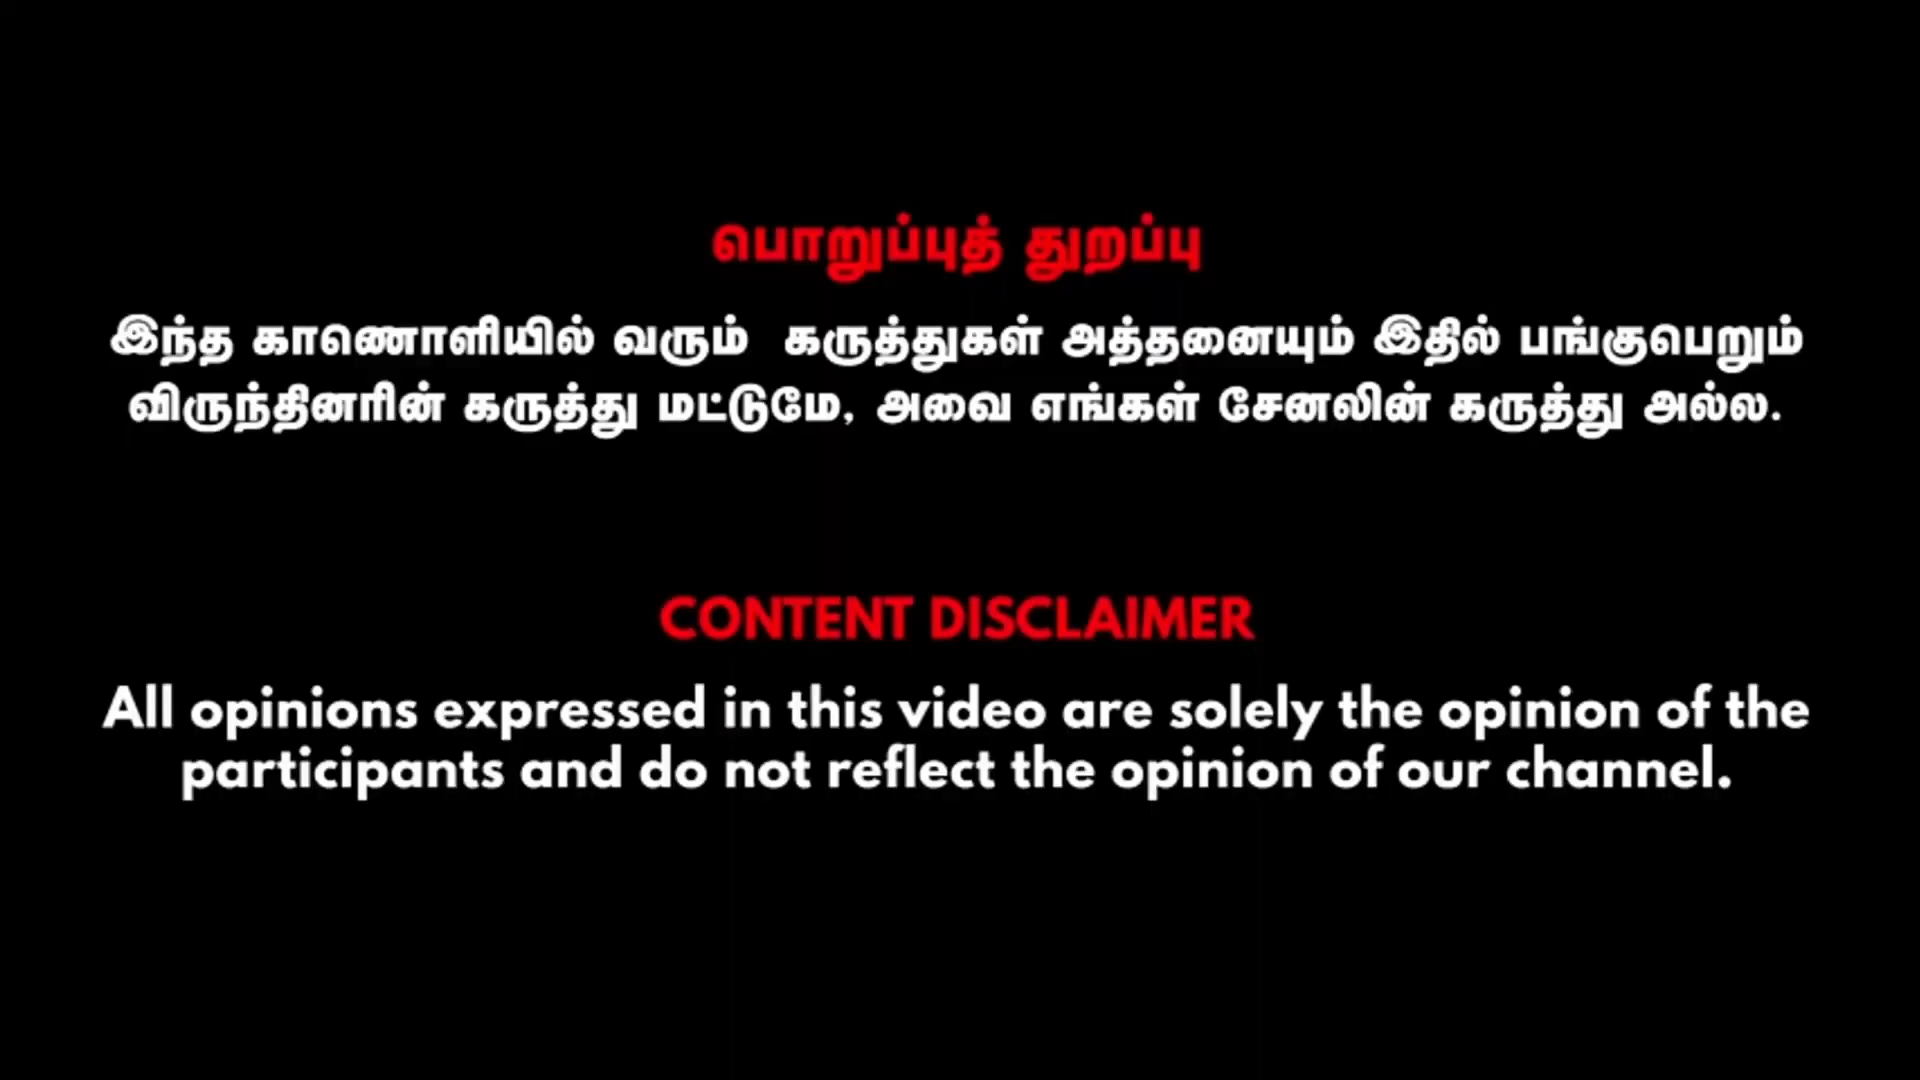 பொறுப்புத் துறப்பு
இந்த காணொளியில் வரும் கருத்துகள் அத்தனையும் இதில் பங்குபெறும்
விருந்தினரின் கருத்து மட்டுமே, அவை எங்கள் சேனலின் கருத்து அல்ல.
CONTENT DISCLAIMER
All opinions expressed in this video are solely the opinion of the
participants and do not reflect the opinion of our channel.